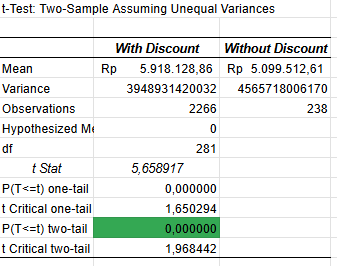 t-Test: Two-Sample Assuming Unequal Variances
With Discount Without Discount
Mean Rp 5.918.128,86 Rp 5.099.512,61
Variance 3948931420032 4565718006170
Observations 2266 238
Hypothesized Me 0
df 281
t Stat 5,658917
P(T<=t) one-tail 0,000000
t Critical one-tail 1,650294
P(T<=t) two-tail 0,000000
t Critical two-tail 1,968442